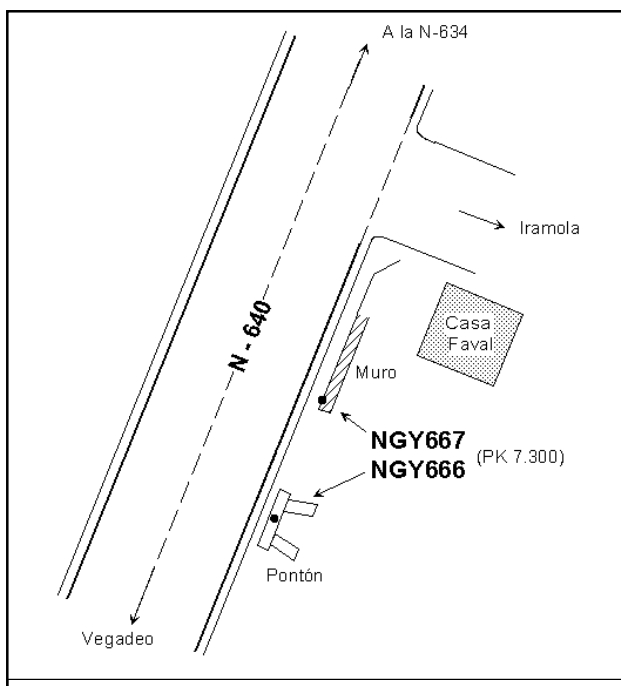 A la N-634
Iramola
N - 640
Casa
Faval
Muro
NGY667
NGY666
(PK 7.300)
Pontón
Vegadeo